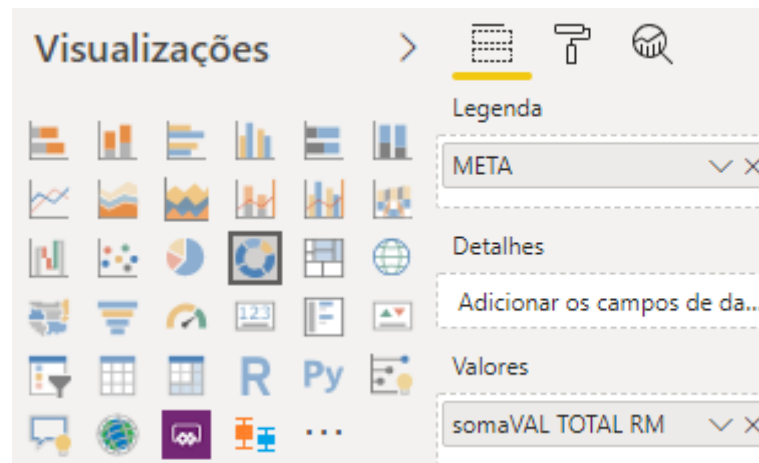 Visualizações
Legenda
META
Detalhes
Adicionar os campos de da...
Valores
somaVAL TOTAL RM
123
R
Py